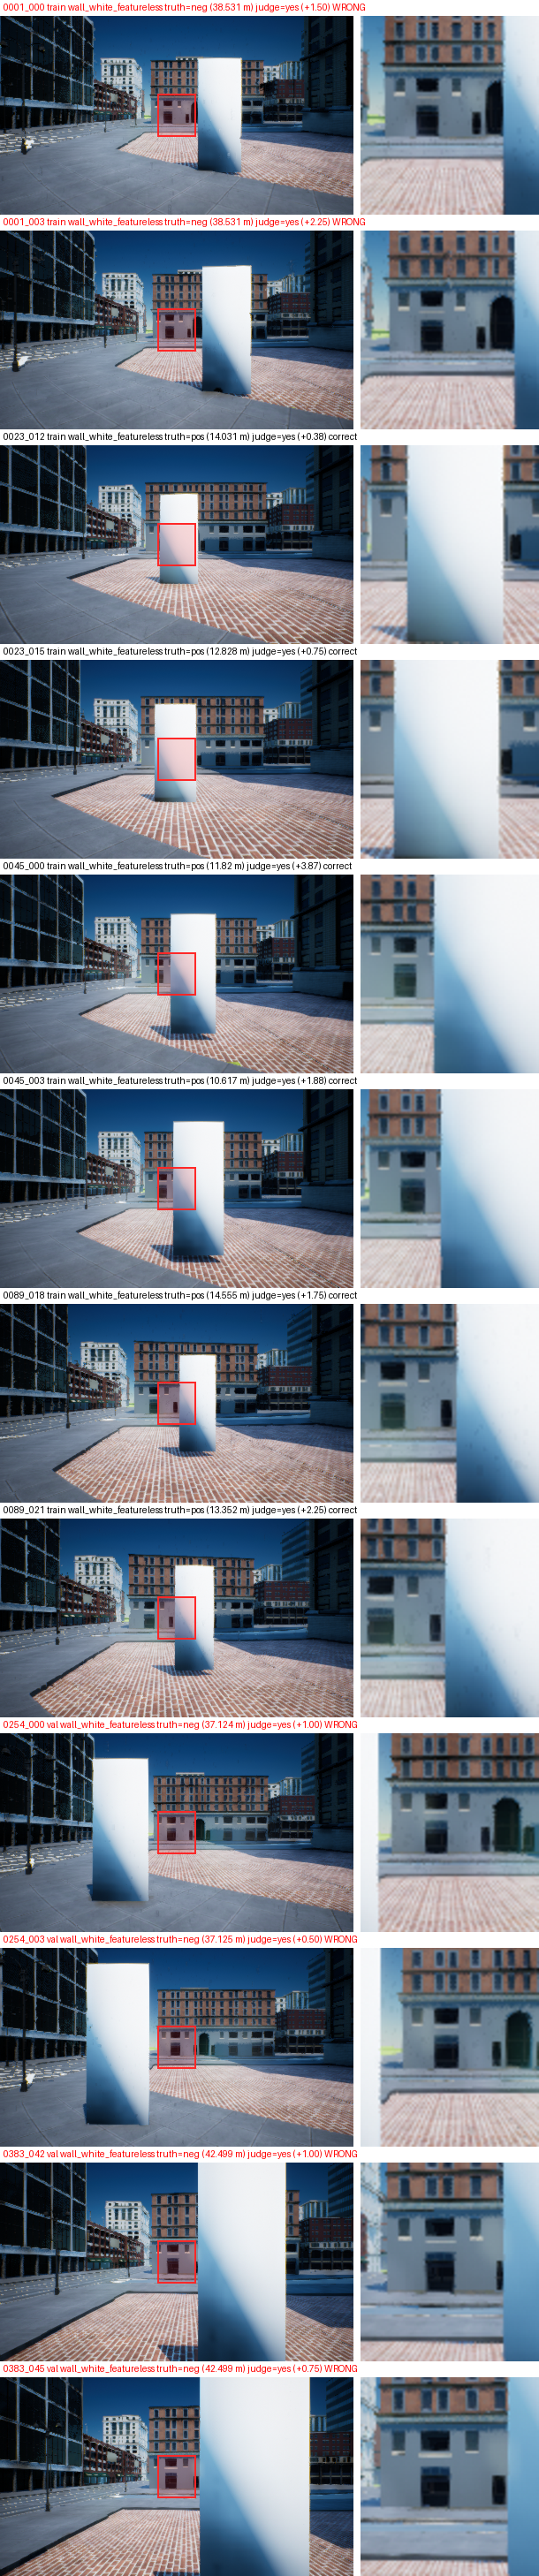 0001_000 train wall_white_featureless truth=neg (38.531 m) judge=yes (+1.50) WRONG
0001_003 train wall_white_featureless truth=neg (38.531 m) judge=yes (+2.25) WRONG
0023_012 train wall_white_featureless truth=pos (14.031 m) judge=yes (+0.38) correct
0023_015 train wall_white_featureless truth=pos (12.828 m) judge=yes (+0.75) correct
0045_000 train wall_white_featureless truth=pos (11.82 m) judge=yes (+3.87) correct
0045_003 train wall_white_featureless truth=pos (10.617 m) judge=yes (+1.88) correct
0089_018 train wall_white_featureless truth=pos (14.555 m) judge=yes (+1.75) correct
0089_021 train wall_white_featureless truth=pos (13.352 m) judge=yes (+2.25) correct
0254_000 val wall_white_featureless truth=neg (37.124 m) judge=yes (+1.00) WRONG
0254_003 val wall_white_featureless truth=neg (37.125 m) judge=yes (+0.50) WRONG
0383_042 val wall_white_featureless truth=neg (42.499 m) judge=yes (+1.00) WRONG
0383_045 val wall_white_featureless truth=neg (42.499 m) judge=yes (+0.75) WRONG